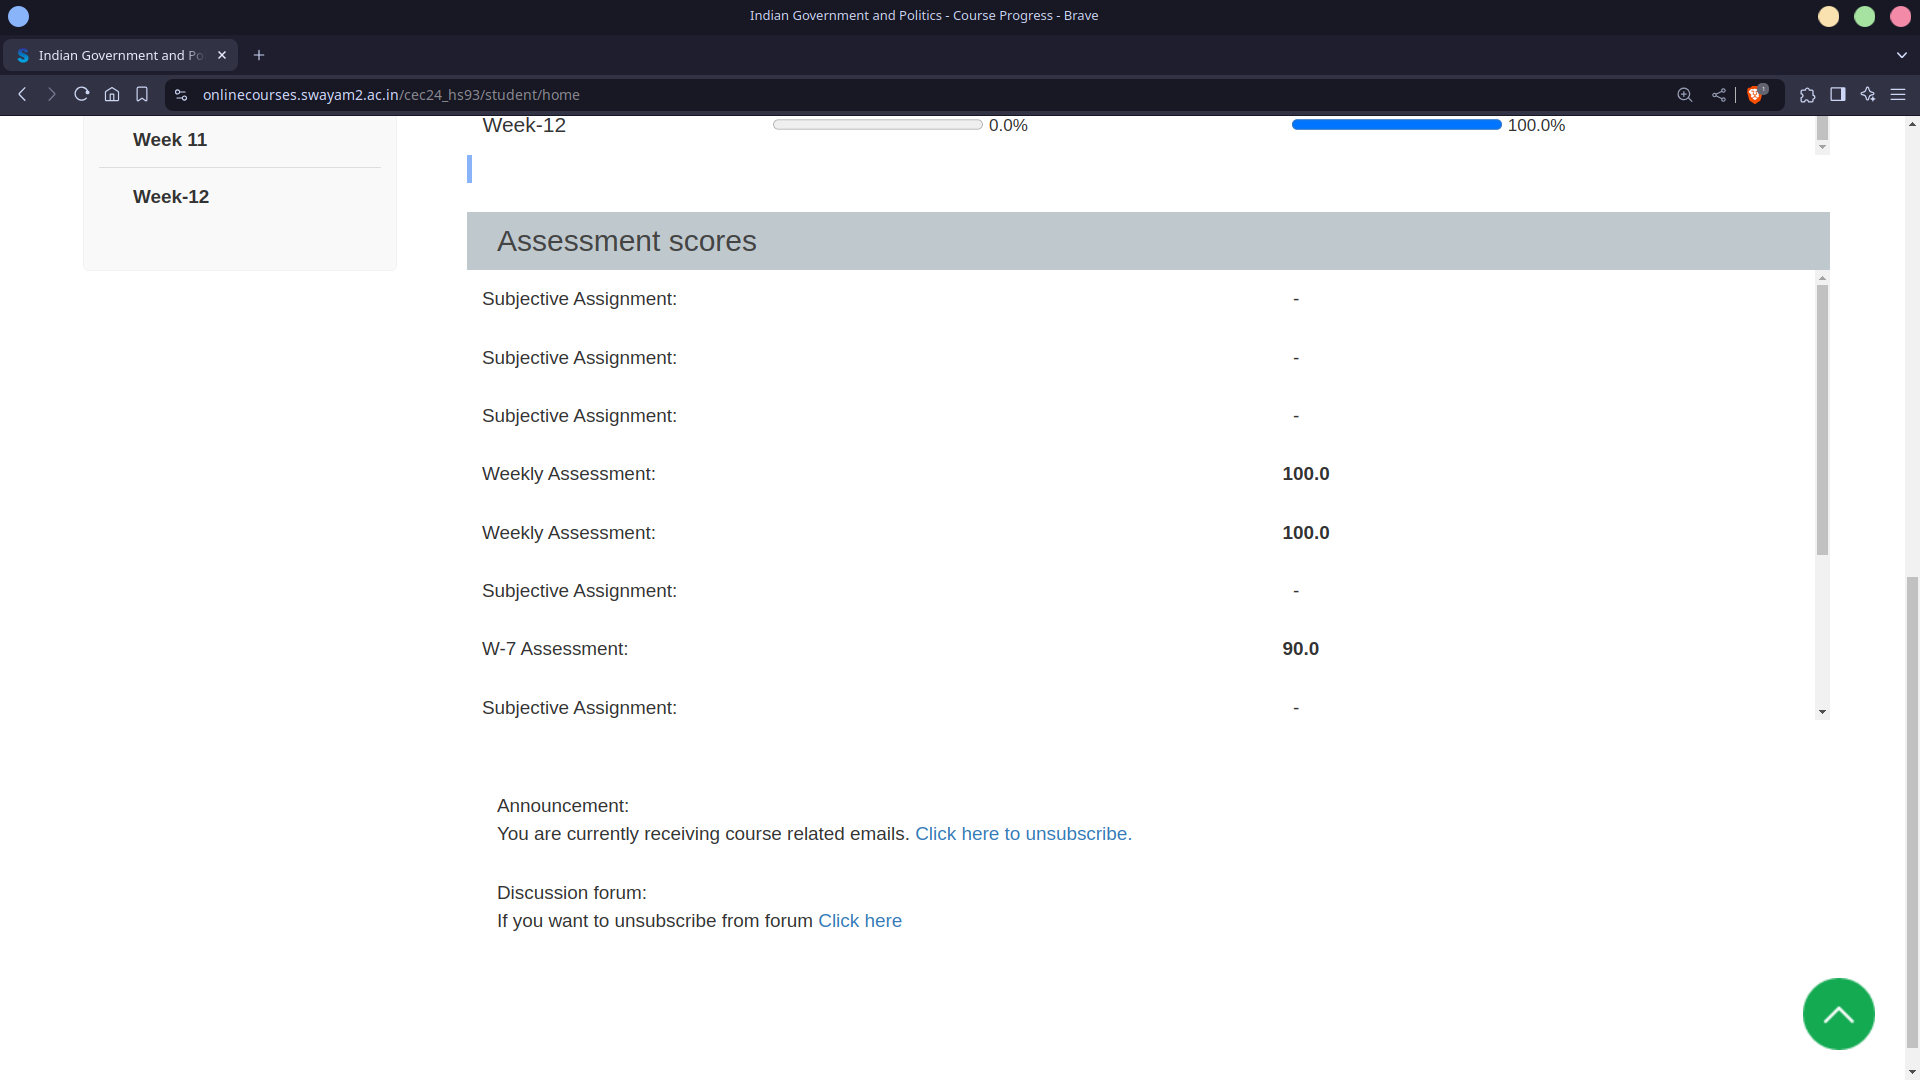 Indian Government and Politics - Course Progress - Brave
Indian Government and Po
onlinecourses.swayam2.ac.in/cec24_hs93/student/home
1
Week 11
Week-12
Week-12 0.0% 100.0%
Assessment scores
Subjective Assignment: -
Subjective Assignment: -
Subjective Assignment: -
Weekly Assessment: 100.0
Weekly Assessment: 100.0
Subjective Assignment: -
W-7 Assessment: 90.0
Subjective Assignment: -
Announcement:
You are currently receiving course related emails. Click here to unsubscribe.
Discussion forum:
If you want to unsubscribe from forum Click here